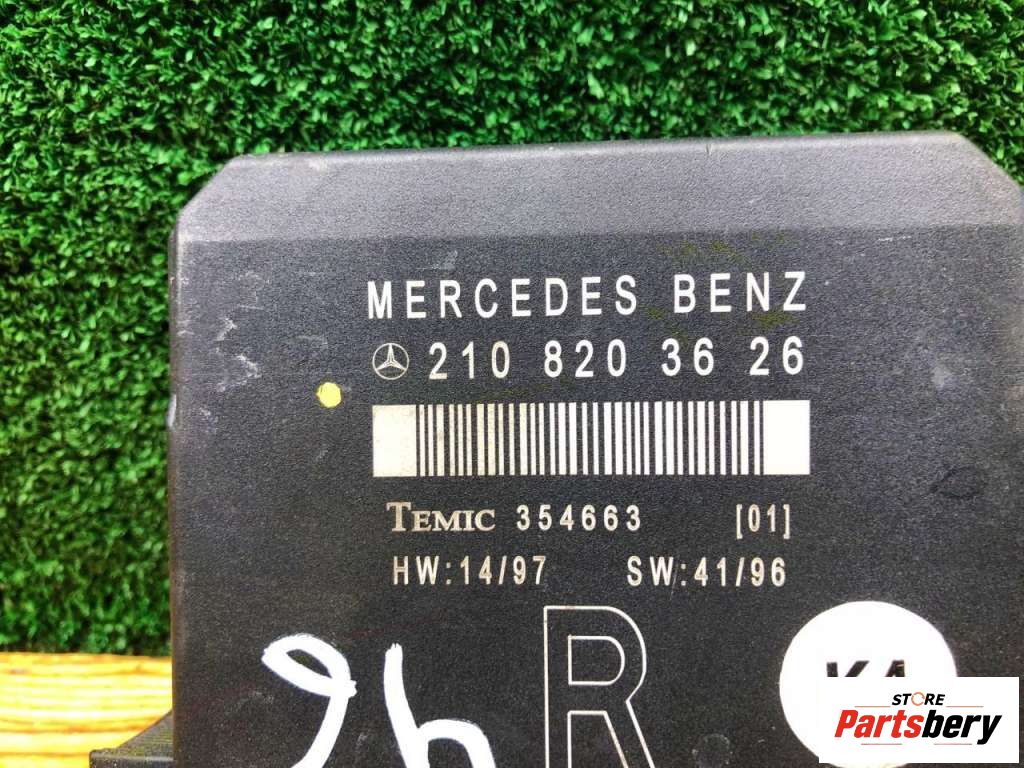 MERCEDES BENZ
210 820 36 26
TEMIC 354663 [01]
HW:14/97 SW:41/96
R
STORE
Partsbery